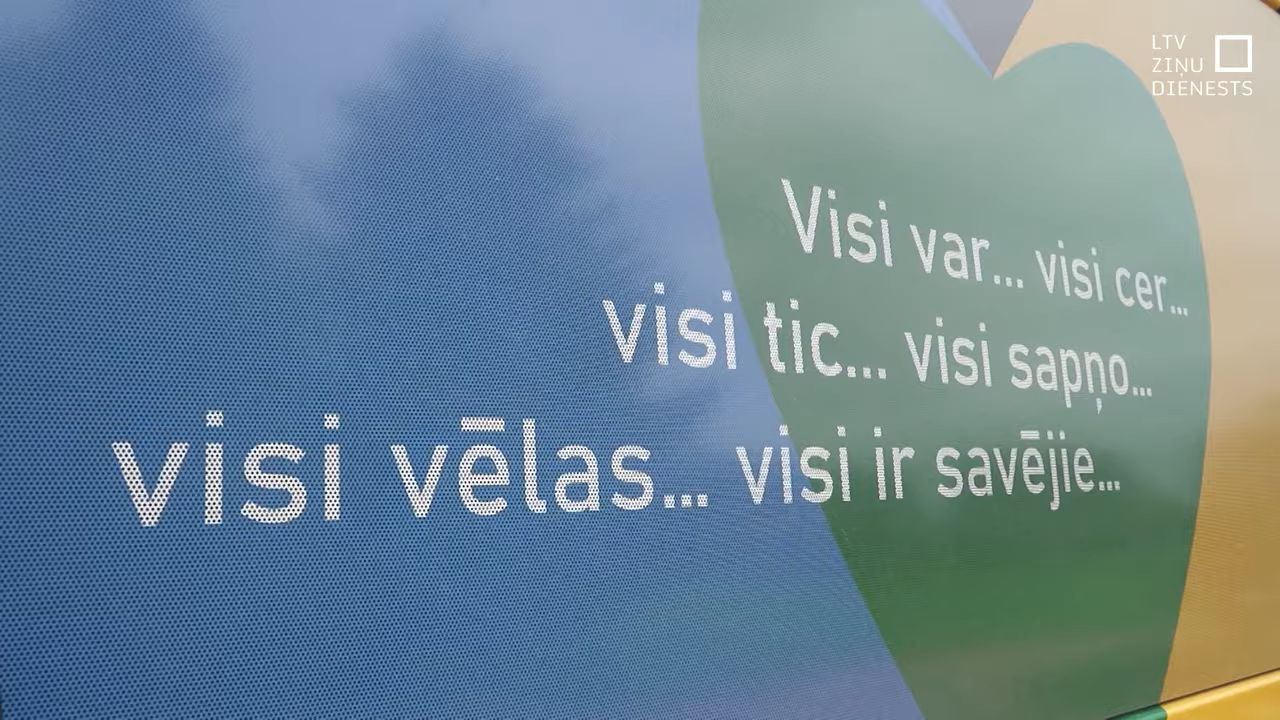 LTV
ZIŅU
DIENESTS
Visi var... visi cer...
visi tic... visi sapņo...
visi vēlas... visi ir savējie...